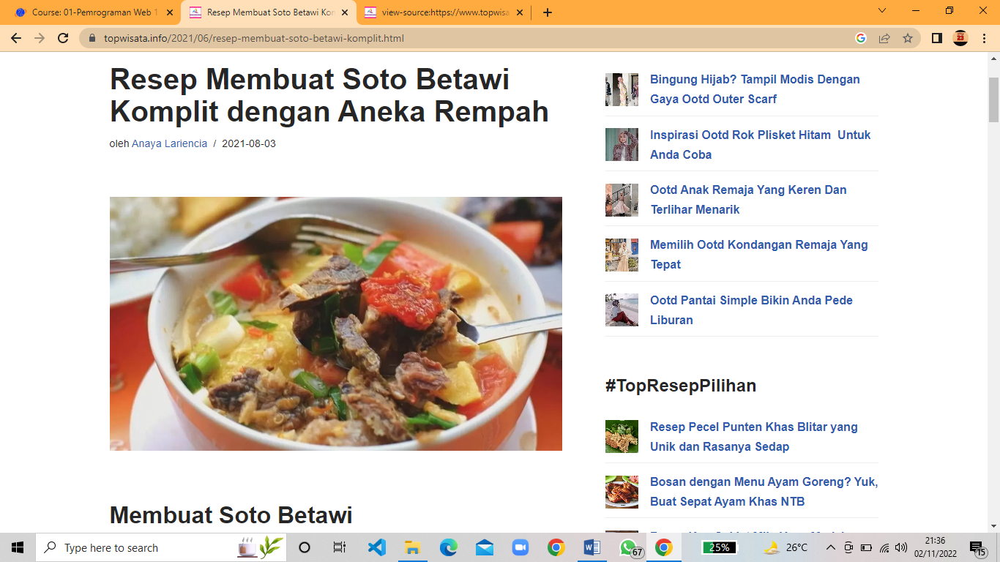 Course: 01-Pemrograman Web 1
Resep Membuat Soto Betawi Kom
view-source:https://www.topwisa
topwisata.info/2021/06/resep-membuat-soto-betawi-komplit.html
Resep Membuat Soto Betawi
Komplit dengan Aneka Rempah
oleh Anaya Lariencia / 2021-08-03
Membuat Soto Betawi
Bingung Hijab? Tampil Modis Dengan
Gaya Ootd Outer Scarf
Inspirasi Ootd Rok Plisket Hitam Untuk
Anda Coba
Ootd Anak Remaja Yang Keren Dan
Terlihar Menarik
Memilih Ootd Kondangan Remaja Yang
Tepat
Ootd Pantai Simple Bikin Anda Pede
Liburan
#TopResepPilihan
Resep Pecel Punten Khas Blitar yang
Unik dan Rasanya Sedap
Bosan dengan Menu Ayam Goreng? Yuk,
Buat Sepat Ayam Khas NTB
Type here to search
67
25%
26°C
21:36
02/11/2022
15